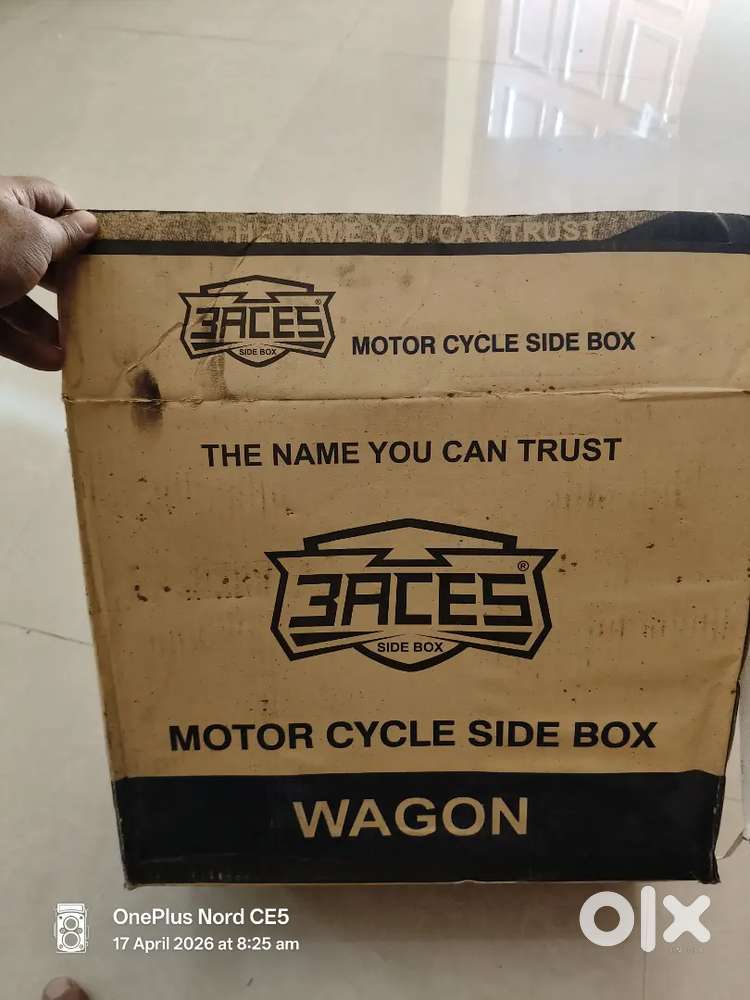 THE NAME YOU CAN TRUST
3ACES®
SIDE BOX
MOTOR CYCLE SIDE BOX
THE NAME YOU CAN TRUST
3ACES®
SIDE BOX
MOTOR CYCLE SIDE BOX
WAGON
OnePlus Nord CE5
17 April 2026 at 8:25 am
olx